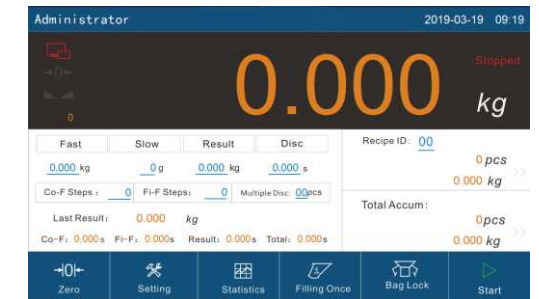 Administrator 2019-03-19 09:19
→0← 0.000 Stopped
kg
0
Fast Slow Result Disc Recipe ID: 00
0.000 kg 0 g 0.000 kg 0.000 s 0 pcs
0.000 kg
Co-F Steps : 0 Fi-F Steps: 0 Multiple Disc: 00pcs
Total Accum:
Last Result: 0.000 kg 0pcs
Co-F: 0.000s Fi-F: 0.000s Result: 0.000s Total: 0.000s 0.000 kg
→|0|←
Zero Setting Statistics Filling Once Bag Lock Start